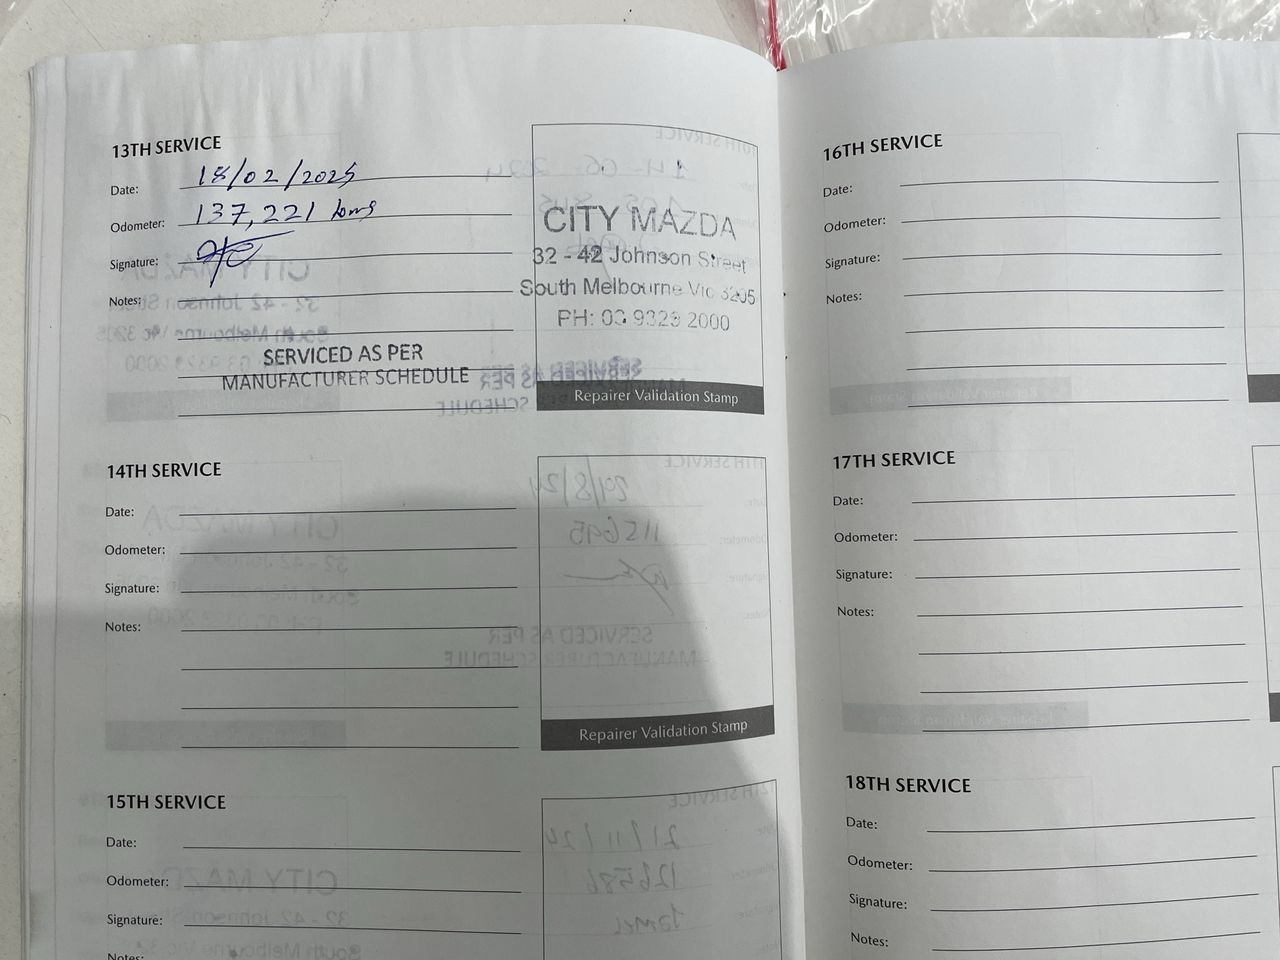 13TH SERVICE
Date: 18/02/2025
Odometer: 137,221 kms
Signature:
Notes:
SERVICED AS PER
MANUFACTURER SCHEDULE
CITY MAZDA
32 - 42 Johnson Street
South Melbourne Vic 3205
PH: 03 9329 2000
Repairer Validation Stamp
14TH SERVICE
Date:
Odometer:
Signature:
Notes:
Repairer Validation Stamp
15TH SERVICE
Date:
Odometer:
Signature:
Notes:
16TH SERVICE
Date:
Odometer:
Signature:
Notes:
17TH SERVICE
Date:
Odometer:
Signature:
Notes:
18TH SERVICE
Date:
Odometer:
Signature:
Notes: